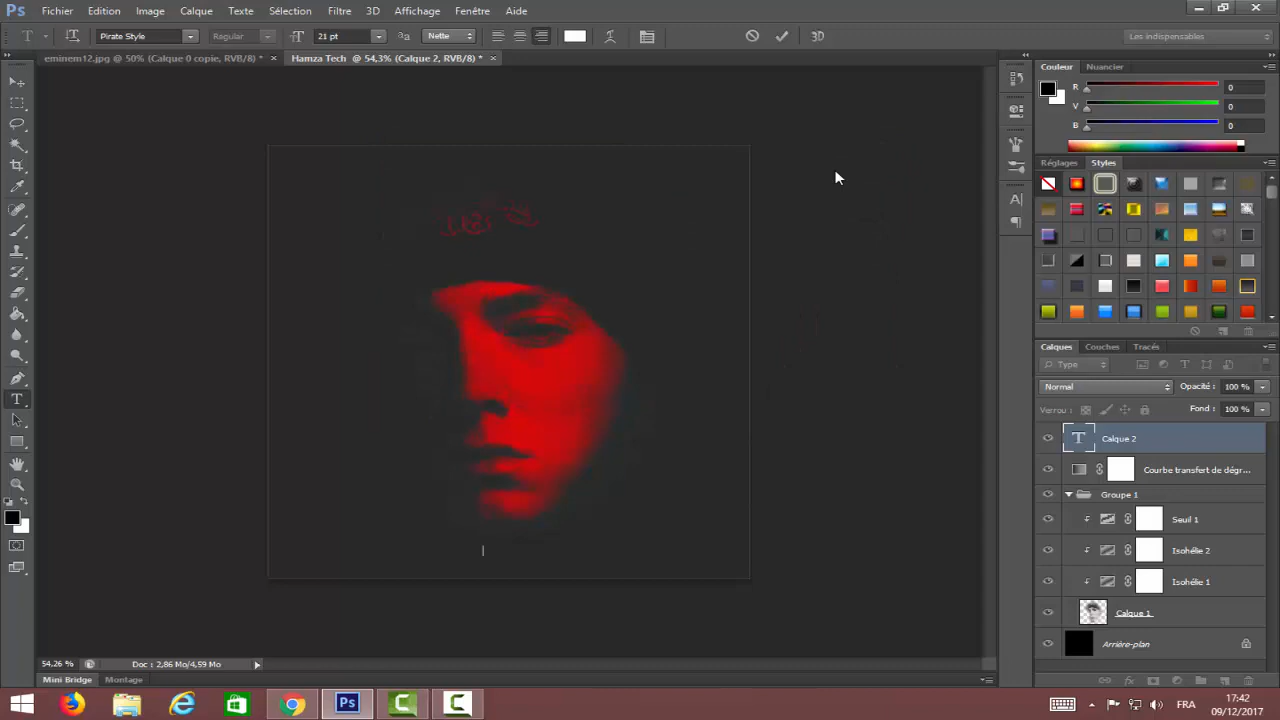 Ps Fichier Edition Image Calque Texte Sélection Filtre 3D Affichage Fenêtre Aide
T Pirate Style Regular 21 pt aa Nette 3D Les indispensables
eminem12.jpg @ 50% (Calque 0 copie, RVB/8) * × Hamza Tech @ 54,3% (Calque 2, RVB/8) * ×
Couleur Nuancier
R 0
V 0
B 0
Réglages Styles
Calques Couches Tracés
Type
Normal Opacité : 100 %
Verrou : Fond : 100 %
T Calque 2
Courbe transfert de dégr...
Groupe 1
Seuil 1
Isohélie 2
Isohélie 1
Calque 1
Arrière-plan
54,26 % Doc : 2,86 Mo/4,59 Mo
Mini Bridge Montage
FRA 17:42
09/12/2017